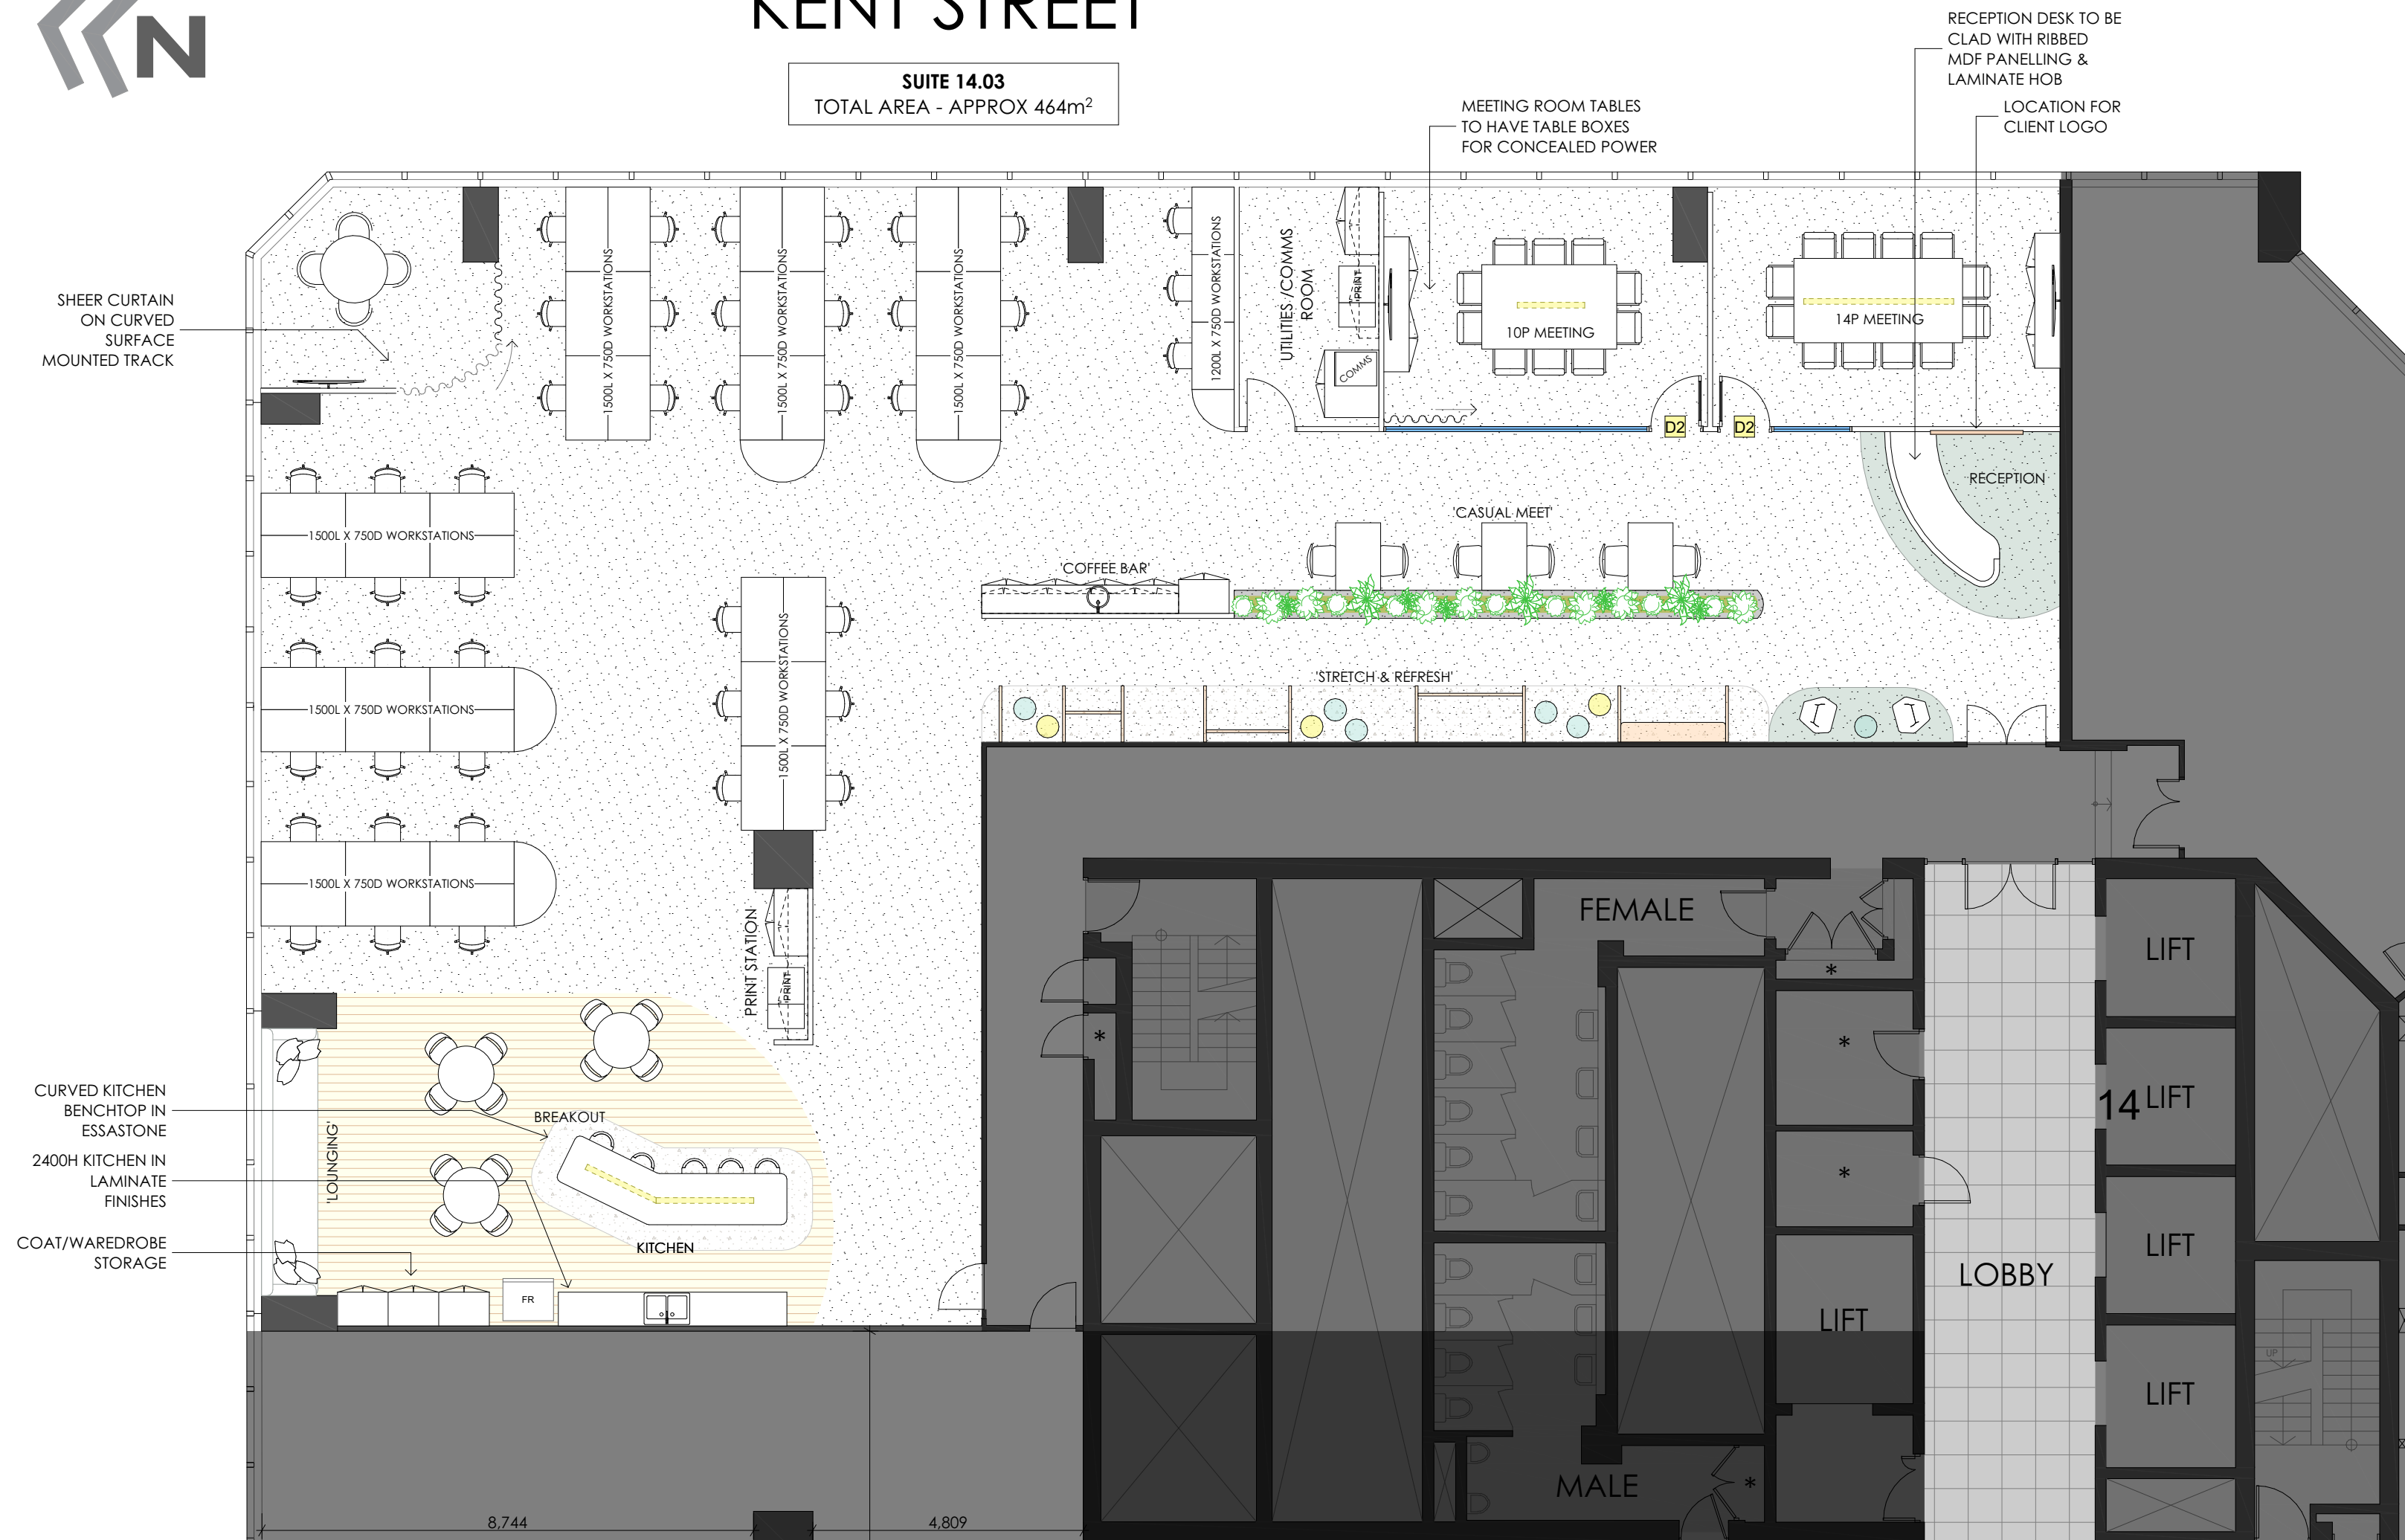 N
KENT STREET
SUITE 14.03
TOTAL AREA - APPROX 464m²
RECEPTION DESK TO BE
CLAD WITH RIBBED
MDF PANELLING &
LAMINATE HOB
LOCATION FOR
CLIENT LOGO
MEETING ROOM TABLES
TO HAVE TABLE BOXES
FOR CONCEALED POWER
SHEER CURTAIN
ON CURVED
SURFACE
MOUNTED TRACK
1500L X 750D WORKSTATIONS
1500L X 750D WORKSTATIONS
1500L X 750D WORKSTATIONS
1200L X 750D WORKSTATIONS
UTILITIES /COMMS
ROOM
PRINT
COMMS
10P MEETING
14P MEETING
D2
D2
RECEPTION
'CASUAL MEET'
'COFFEE BAR'
'STRETCH & REFRESH'
1500L X 750D WORKSTATIONS
1500L X 750D WORKSTATIONS
1500L X 750D WORKSTATIONS
1500L X 750D WORKSTATIONS
PRINT STATION
PRINT
CURVED KITCHEN
BENCHTOP IN
ESSASTONE
2400H KITCHEN IN
LAMINATE
FINISHES
COAT/WAREDROBE
STORAGE
'LOUNGING'
BREAKOUT
KITCHEN
FR
FEMALE
*
*
*
*
LIFT
14 LIFT
LIFT
LIFT
LIFT
LOBBY
UP
MALE
*
8,744
4,809